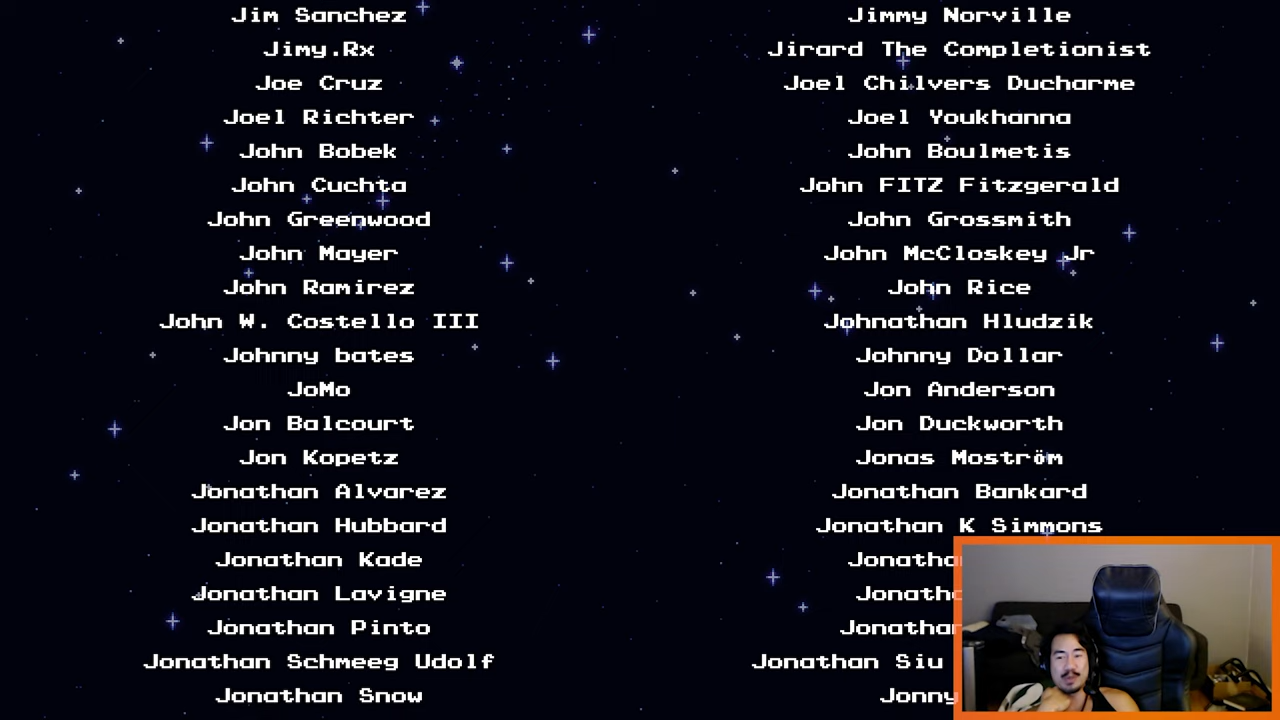 Jim Sanchez
Jimmy Norville
Jimy.Rx
Jirard The Completionist
Joe Cruz
Joel Chilvers Ducharme
Joel Richter
Joel Youkhanna
John Bobek
John Boulmetis
John Cuchta
John FITZ Fitzgerald
John Greenwood
John Grossmith
John Mayer
John McCloskey Jr
John Ramirez
John Rice
John W. Costello III
Johnathan Hludzik
Johnny bates
Johnny Dollar
JoMo
Jon Anderson
Jon Balcourt
Jon Duckworth
Jon Kopetz
Jonas Moström
Jonathan Alvarez
Jonathan Bankard
Jonathan Hubbard
Jonathan K Simmons
Jonathan Kade
Jonathan Lavigne
Jonathan Pinto
Jonathan Schmeeg Udolf
Jonathan Siu
Jonathan Snow
Jonny